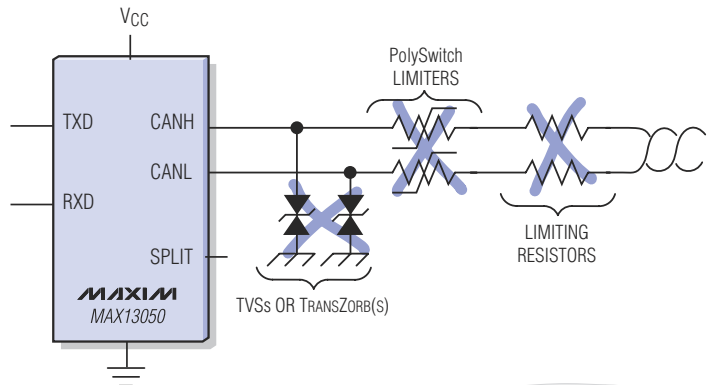 VCC
PolySwitch
LIMITERS
TXD
CANH
CANL
RXD
SPLIT
LIMITING
RESISTORS
MAXIM
MAX13050
TVSs OR TRANSZORB(S)